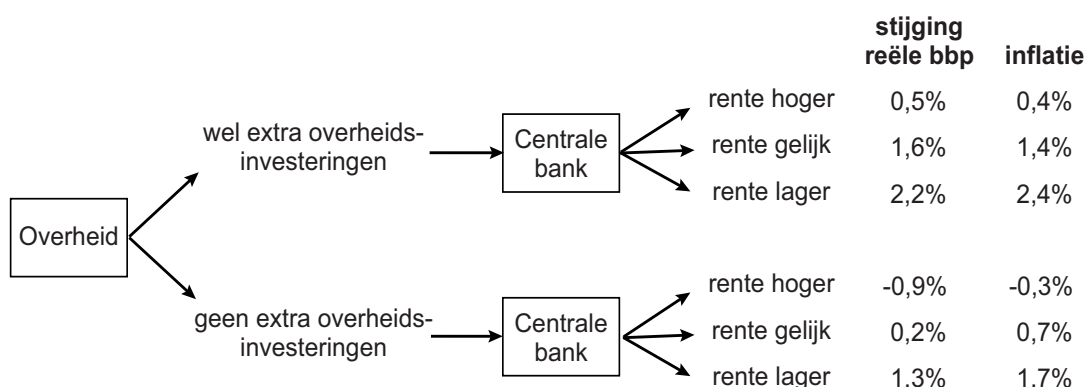 stijging
reële bbp inflatie
rente hoger 0,5% 0,4%
wel extra overheids-
investeringen
Centrale
bank
rente gelijk 1,6% 1,4%
rente lager 2,2% 2,4%
Overheid
rente hoger -0,9% -0,3%
geen extra overheids-
investeringen
Centrale
bank
rente gelijk 0,2% 0,7%
rente lager 1,3% 1,7%